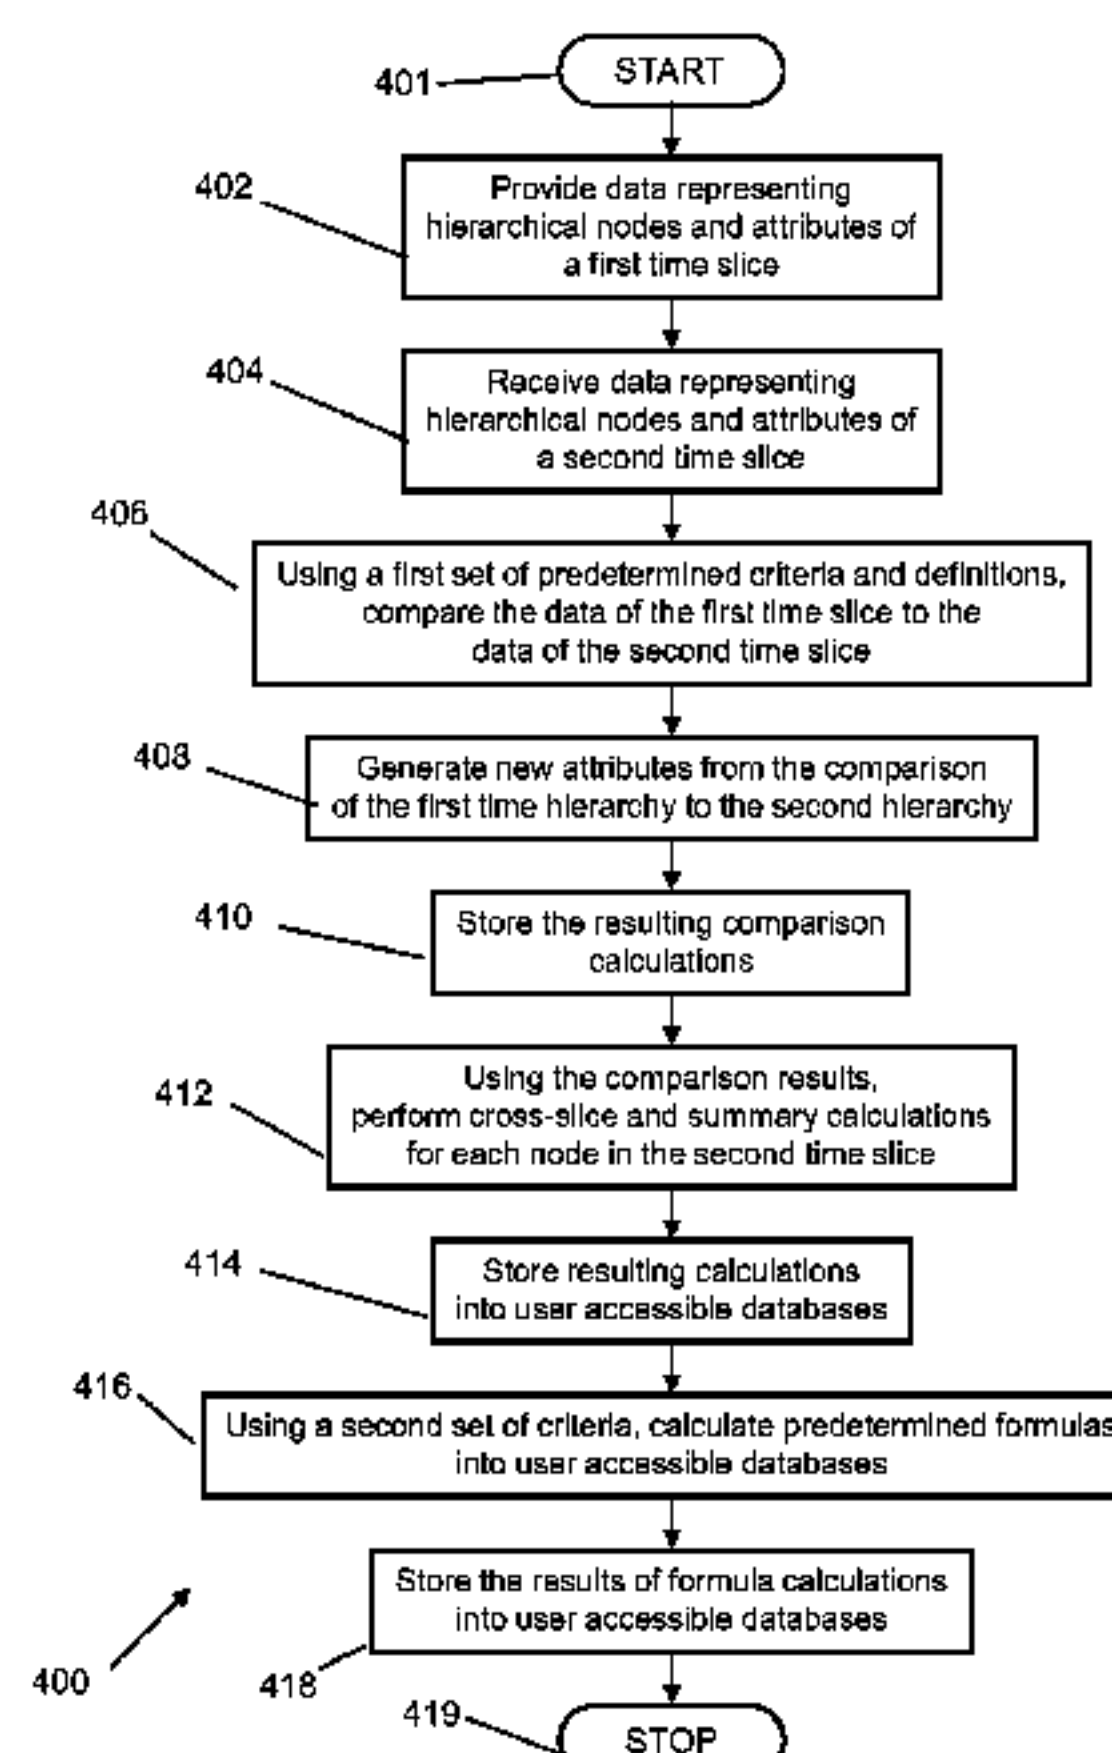 START
401
402
Provide data representing
hierarchical nodes and attributes of
a first time slice
404
Receive data representing
hierarchical nodes and attributes of
a second time slice
406
Using a first set of predetermined criteria and definitions,
compare the data of the first time slice to the
data of the second time slice
408
Generate new attributes from the comparison
of the first time hierarchy to the second hierarchy
410
Store the resulting comparison
calculations
412
Using the comparison results,
perform cross-slice and summary calculations
for each node in the second time slice
414
Store resulting calculations
into user accessible databases
416
Using a second set of criteria, calculate predetermined formulas
into user accessible databases
Store the results of formula calculations
into user accessible databases
400
418
419
STOP